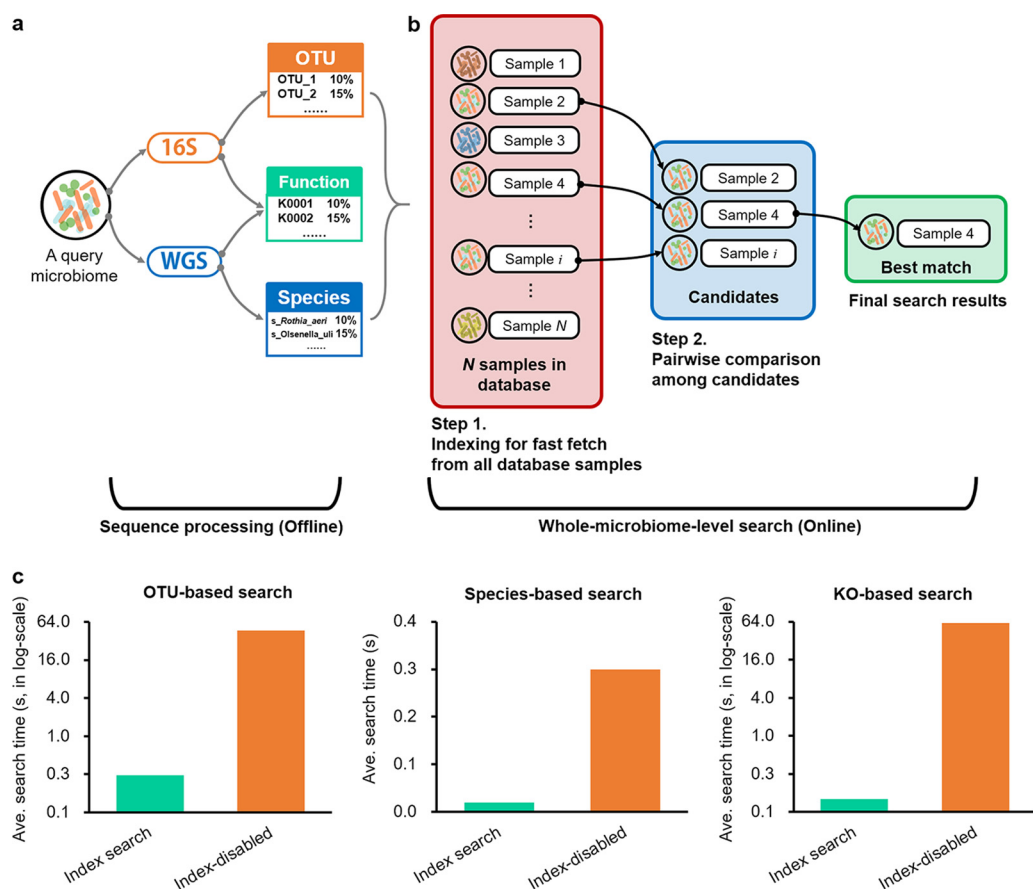 a
A query
microbiome
16S
WGS
OTU
OTU_1 10%
OTU_2 15%
......
Function
K0001 10%
K0002 15%
......
Species
s_Rothia_aeri 10%
s_Olsenella_uli 15%
......
Sequence processing (Offline)
b
Sample 1
Sample 2
Sample 3
Sample 4
...
Sample i
...
Sample N
N samples in
database
Step 1.
Indexing for fast fetch
from all database samples
Sample 2
Sample 4
Sample i
Candidates
Step 2.
Pairwise comparison
among candidates
Sample 4
Best match
Final search results
Whole-microbiome-level search (Online)
c
OTU-based search
Ave. search time (s, in log-scale)
64.0
16.0
4.0
1.0
0.3
0.1
Index search
Index-disabled
Species-based search
Ave. search time (s)
0.4
0.3
0.2
0.1
0.0
Index search
Index-disabled
KO-based search
Ave. search time (s, in log-scale)
64.0
16.0
4.0
1.0
0.3
0.1
Index search
Index-disabled